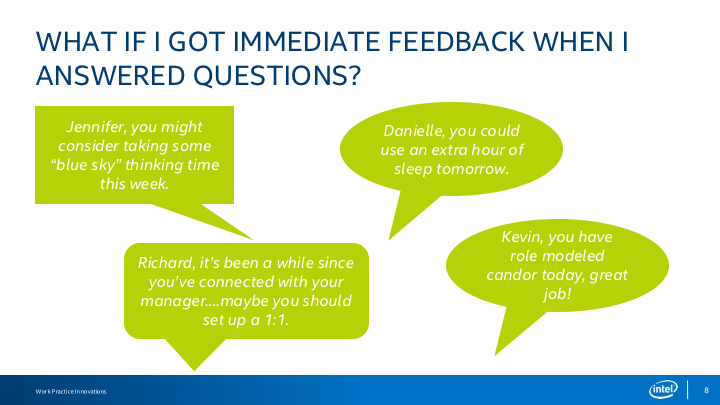 WHAT IF I GOT IMMEDIATE FEEDBACK WHEN I
ANSWERED QUESTIONS?
Jennifer, you might
consider taking some
“blue sky” thinking time
this week.
Danielle, you could
use an extra hour of
sleep tomorrow.
Richard, it’s been a while since
you’ve connected with your
manager....maybe you should
set up a 1:1.
Kevin, you have
role modeled
candor today, great
job!
Work Practice Innovations
intel
8